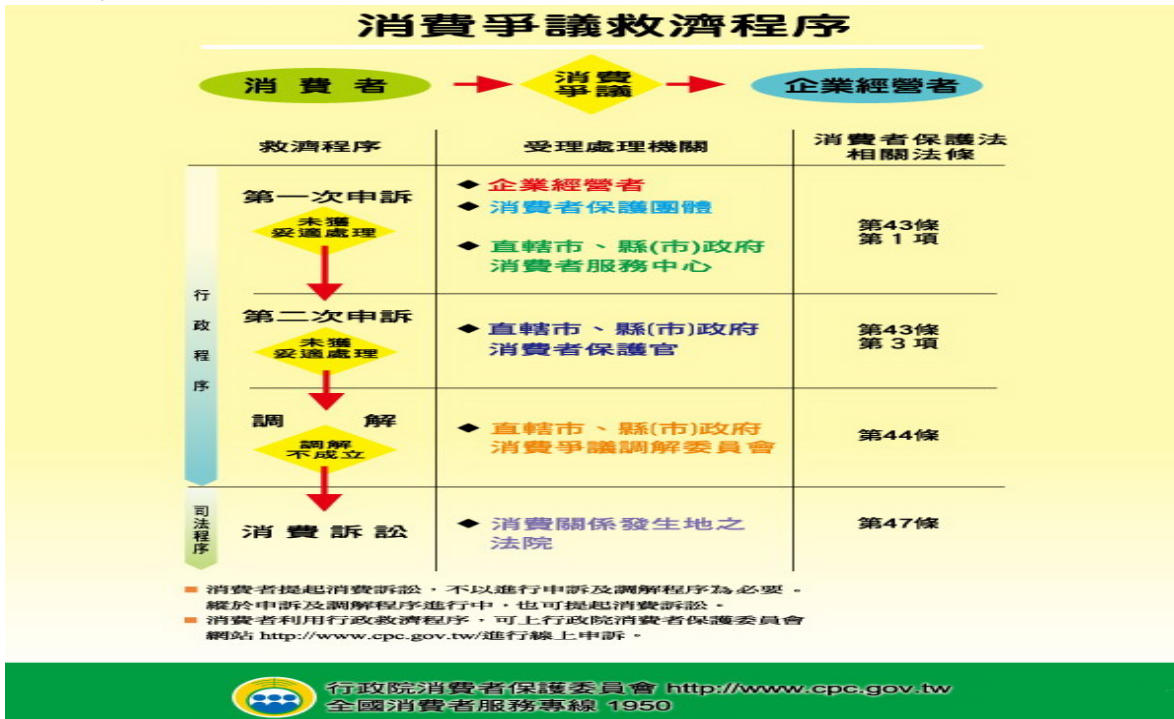 消費爭議救濟程序
消費者
消費
爭議
企業經營者
救濟程序
受理處理機關
消費者保護法
相關法條
行政程序
第一次申訴
未獲
妥適處理
◆ 企業經營者
◆ 消費者保護團體
◆ 直轄市、縣(市)政府
消費者服務中心
第43條
第1項
第二次申訴
未獲
妥適處理
◆ 直轄市、縣(市)政府
消費者保護官
第43條
第3項
調解
調解
不成立
◆ 直轄市、縣(市)政府
消費爭議調解委員會
第44條
司法程序
消費訴訟
◆ 消費關係發生地之
法院
第47條
■ 消費者提起消費訴訟，不以進行申訴及調解程序為必要。
縱於申訴及調解程序進行中，也可提起消費訴訟。
■ 消費者利用行政救濟程序，可上行政院消費者保護委員會
網站 http://www.cpc.gov.tw/進行線上申訴。
行政院消費者保護委員會 http://www.cpc.gov.tw
全國消費者服務專線 1950